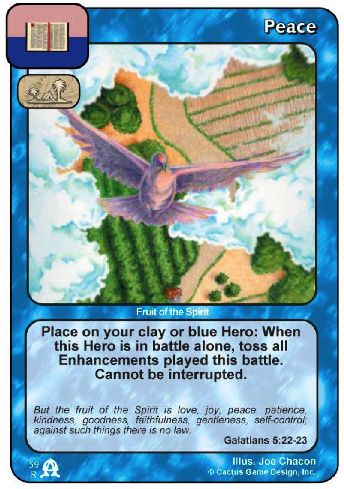 Peace
Fruit of the Spirit
Place on your clay or blue Hero: When
this Hero is in battle alone, toss all
Enhancements played this battle.
Cannot be interrupted.
But the fruit of the Spirit is love, joy, peace, patience,
kindness, goodness, faithfulness, gentleness, self-control;
against such things there is no law.
Galatians 5:22-23
59
R
Illus. Joe Chacon
© Cactus Game Design, Inc.